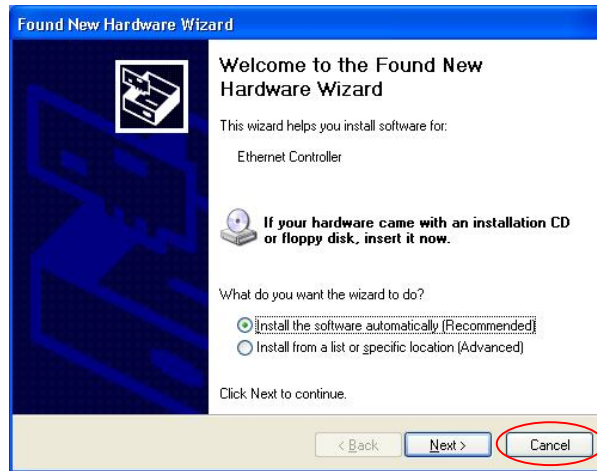 Found New Hardware Wizard
Welcome to the Found New
Hardware Wizard
This wizard helps you install software for:
Ethernet Controller
If your hardware came with an installation CD
or floppy disk, insert it now.
What do you want the wizard to do?
Install the software automatically (Recommended)
Install from a list or specific location (Advanced)
Click Next to continue.
< Back Next > Cancel